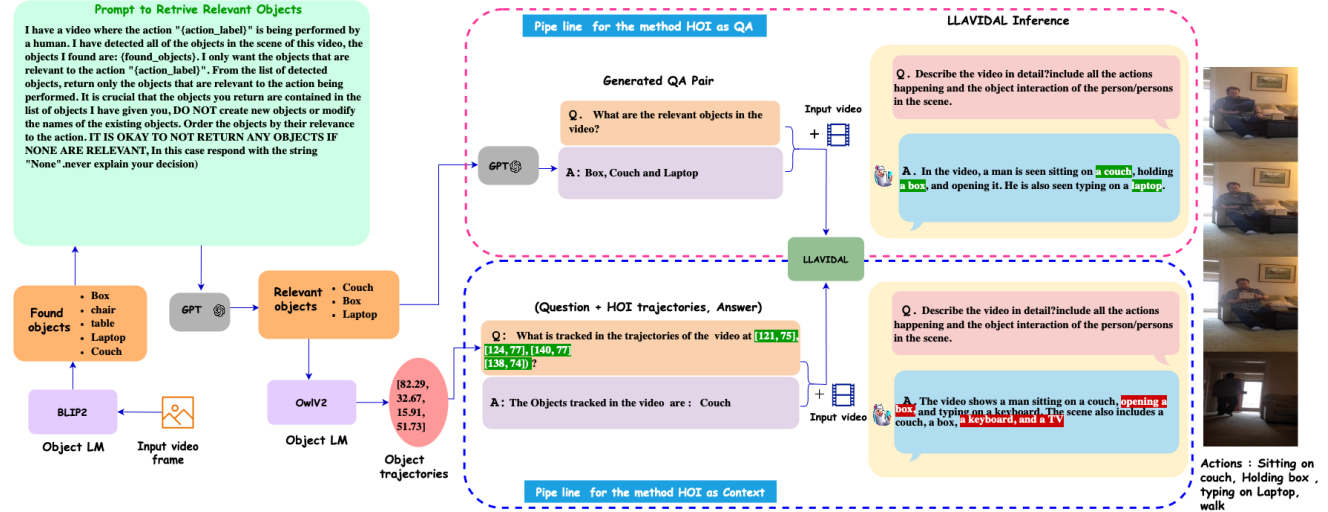 Prompt to Retrive Relevant Objects
I have a video where the action "{action_label}" is being performed by
a human. I have detected all of the objects in the scene of this video, the
objects I found are: {found_objects}. I only want the objects that are
relevant to the action "{action_label}". From the list of detected
objects, return only the objects that are relevant to the action being
performed. It is crucial that the objects you return are contained in the
list of objects I have given you, DO NOT create new objects or modify
the names of the existing objects. Order the objects by their relevance
to the action. IT IS OKAY TO NOT RETURN ANY OBJECTS IF
NONE ARE RELEVANT, In this case respond with the string
"None".never explain your decision)
Found
objects
• Box
• chair
• table
• Laptop
• Couch
BLIP2
Object LM
Input video
frame
GPT
Relevant
objects
• Couch
• Box
• Laptop
OwlV2
Object LM
[82.29,
32.67,
15.91,
51.73]
Object
trajectories
Pipe line for the method HOI as QA
Generated QA Pair
GPT
Q. What are the relevant objects in the
video?
A: Box, Couch and Laptop
Input video
+
LLAVIDAL Inference
Q. Describe the video in detail?include all the actions
happening and the object interaction of the person/persons
in the scene.
A. In the video, a man is seen sitting on a couch, holding
a box, and opening it. He is also seen typing on a laptop.
LLAVIDAL
(Question + HOI trajectories, Answer)
Q: What is tracked in the trajectories of the video at [121, 75],
[124, 77], [140, 77]
[138, 74]) ?
A: The Objects tracked in the video are : Couch
+
Input video
Q. Describe the video in detail?include all the actions
happening and the object interaction of the person/persons
in the scene.
A. The video shows a man sitting on a couch, opening a
box, and typing on a keyboard. The scene also includes a
couch, a box, a keyboard, and a TV
Pipe line for the method HOI as Context
Actions : Sitting on
couch, Holding box ,
typing on Laptop,
walk